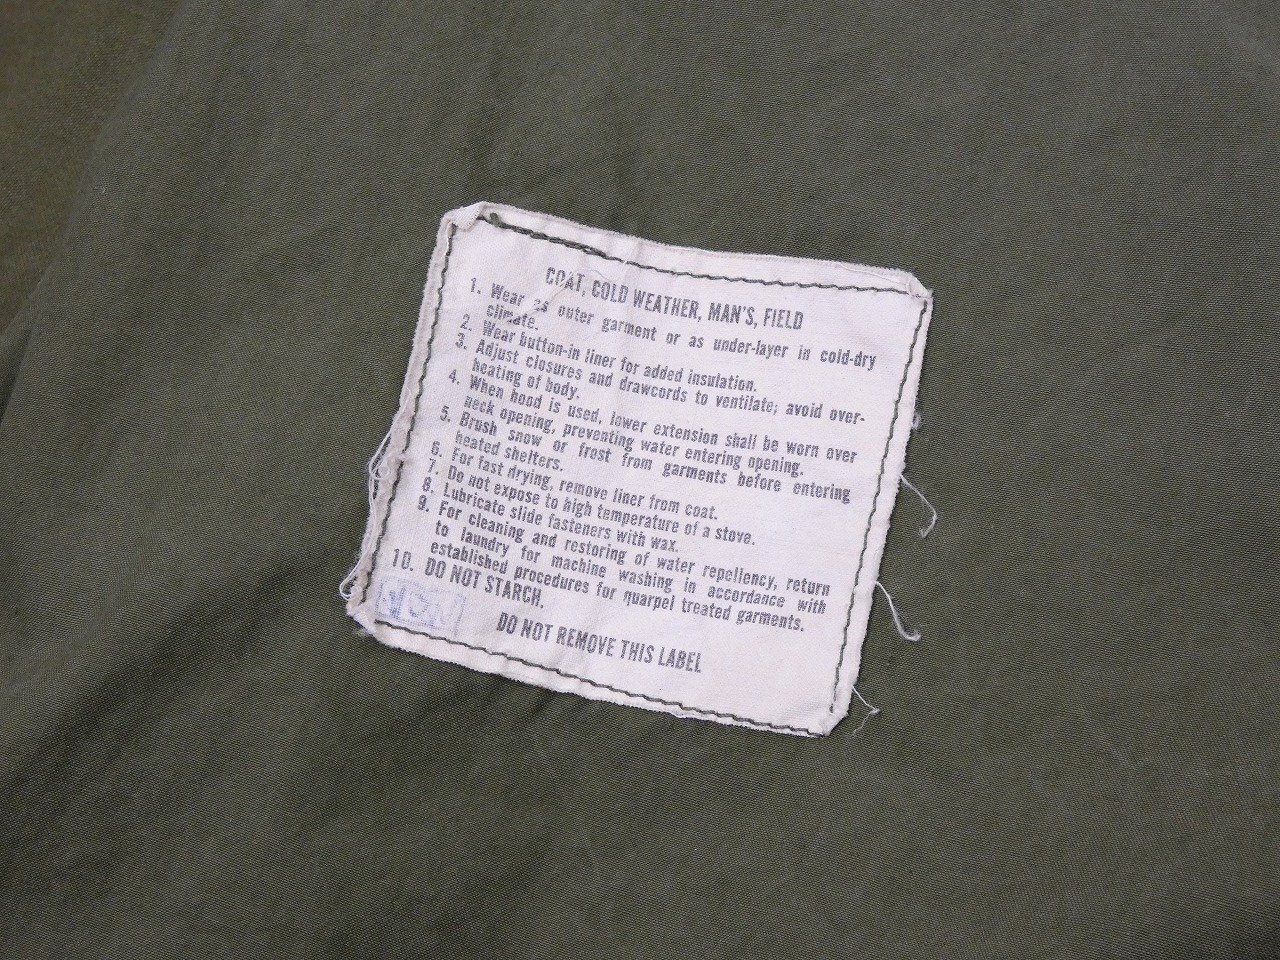 COAT, COLD WEATHER, MAN'S, FIELD
1. Wear as outer garment or as under-layer in cold-dry
climate.
2. Wear button-in liner for added insulation.
3. Adjust closures and drawcords to ventilate; avoid over-
heating of body.
4. When hood is used, lower extension shall be worn over
neck opening, preventing water entering opening.
5. Brush snow or frost from garments before entering
heated shelters.
6. For fast drying, remove liner from coat.
7. Do not expose to high temperature of a stove.
8. Lubricate slide fasteners with wax.
9. For cleaning and restoring of water repellency, return
to laundry for machine washing in accordance with
established procedures for quarpel treated garments.
10. DO NOT STARCH.
DO NOT REMOVE THIS LABEL